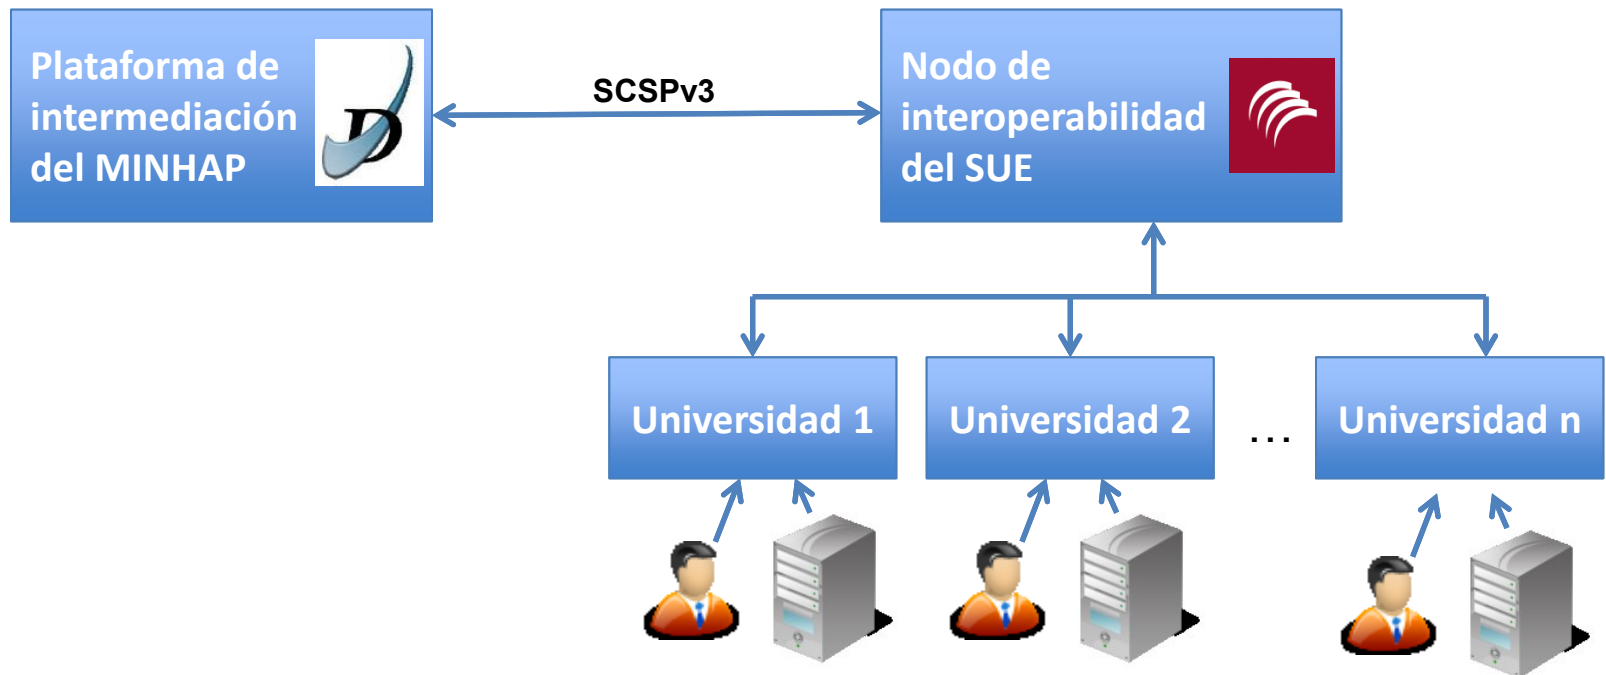 Plataforma de
intermediación
del MINHAP
D
SCSPv3
Nodo de
interoperabilidad
del SUE
Universidad 1
Universidad 2
...
Universidad n